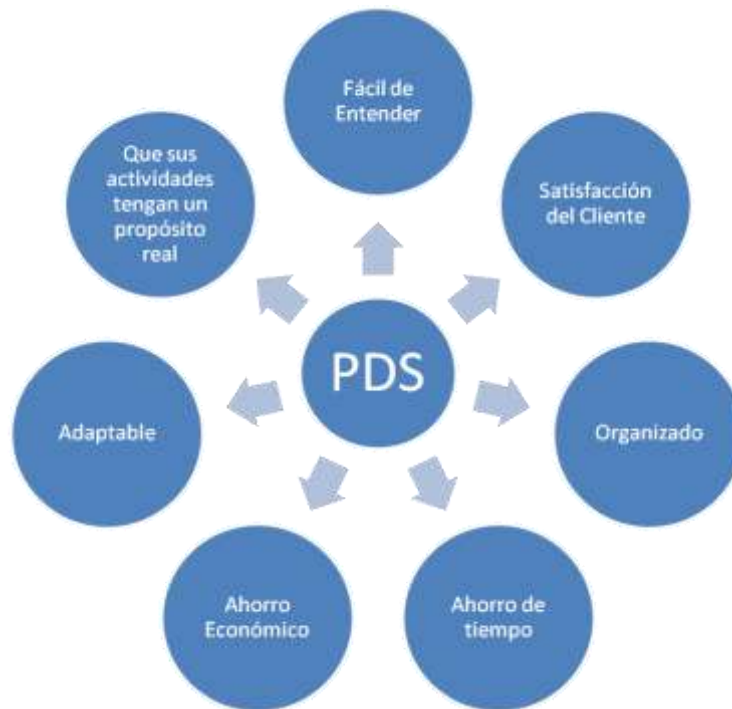 Fácil de
Entender
Que sus
actividades
tengan un
propósito
real
Satisfacción
del Cliente
PDS
Adaptable
Organizado
Ahorro
Económico
Ahorro de
tiempo